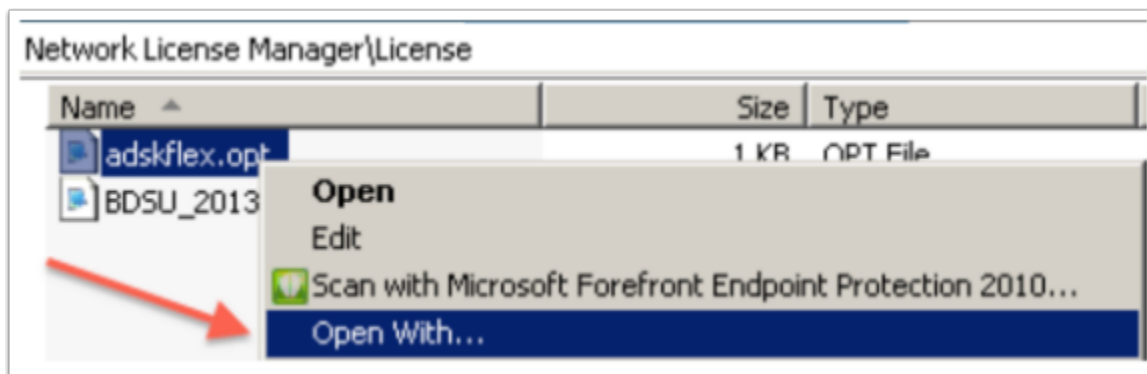 Network License Manager\License
Name Size Type
adskflex.opt 1 KB OPT File
BDSU_2013
Open
Edit
Scan with Microsoft Forefront Endpoint Protection 2010...
Open With...